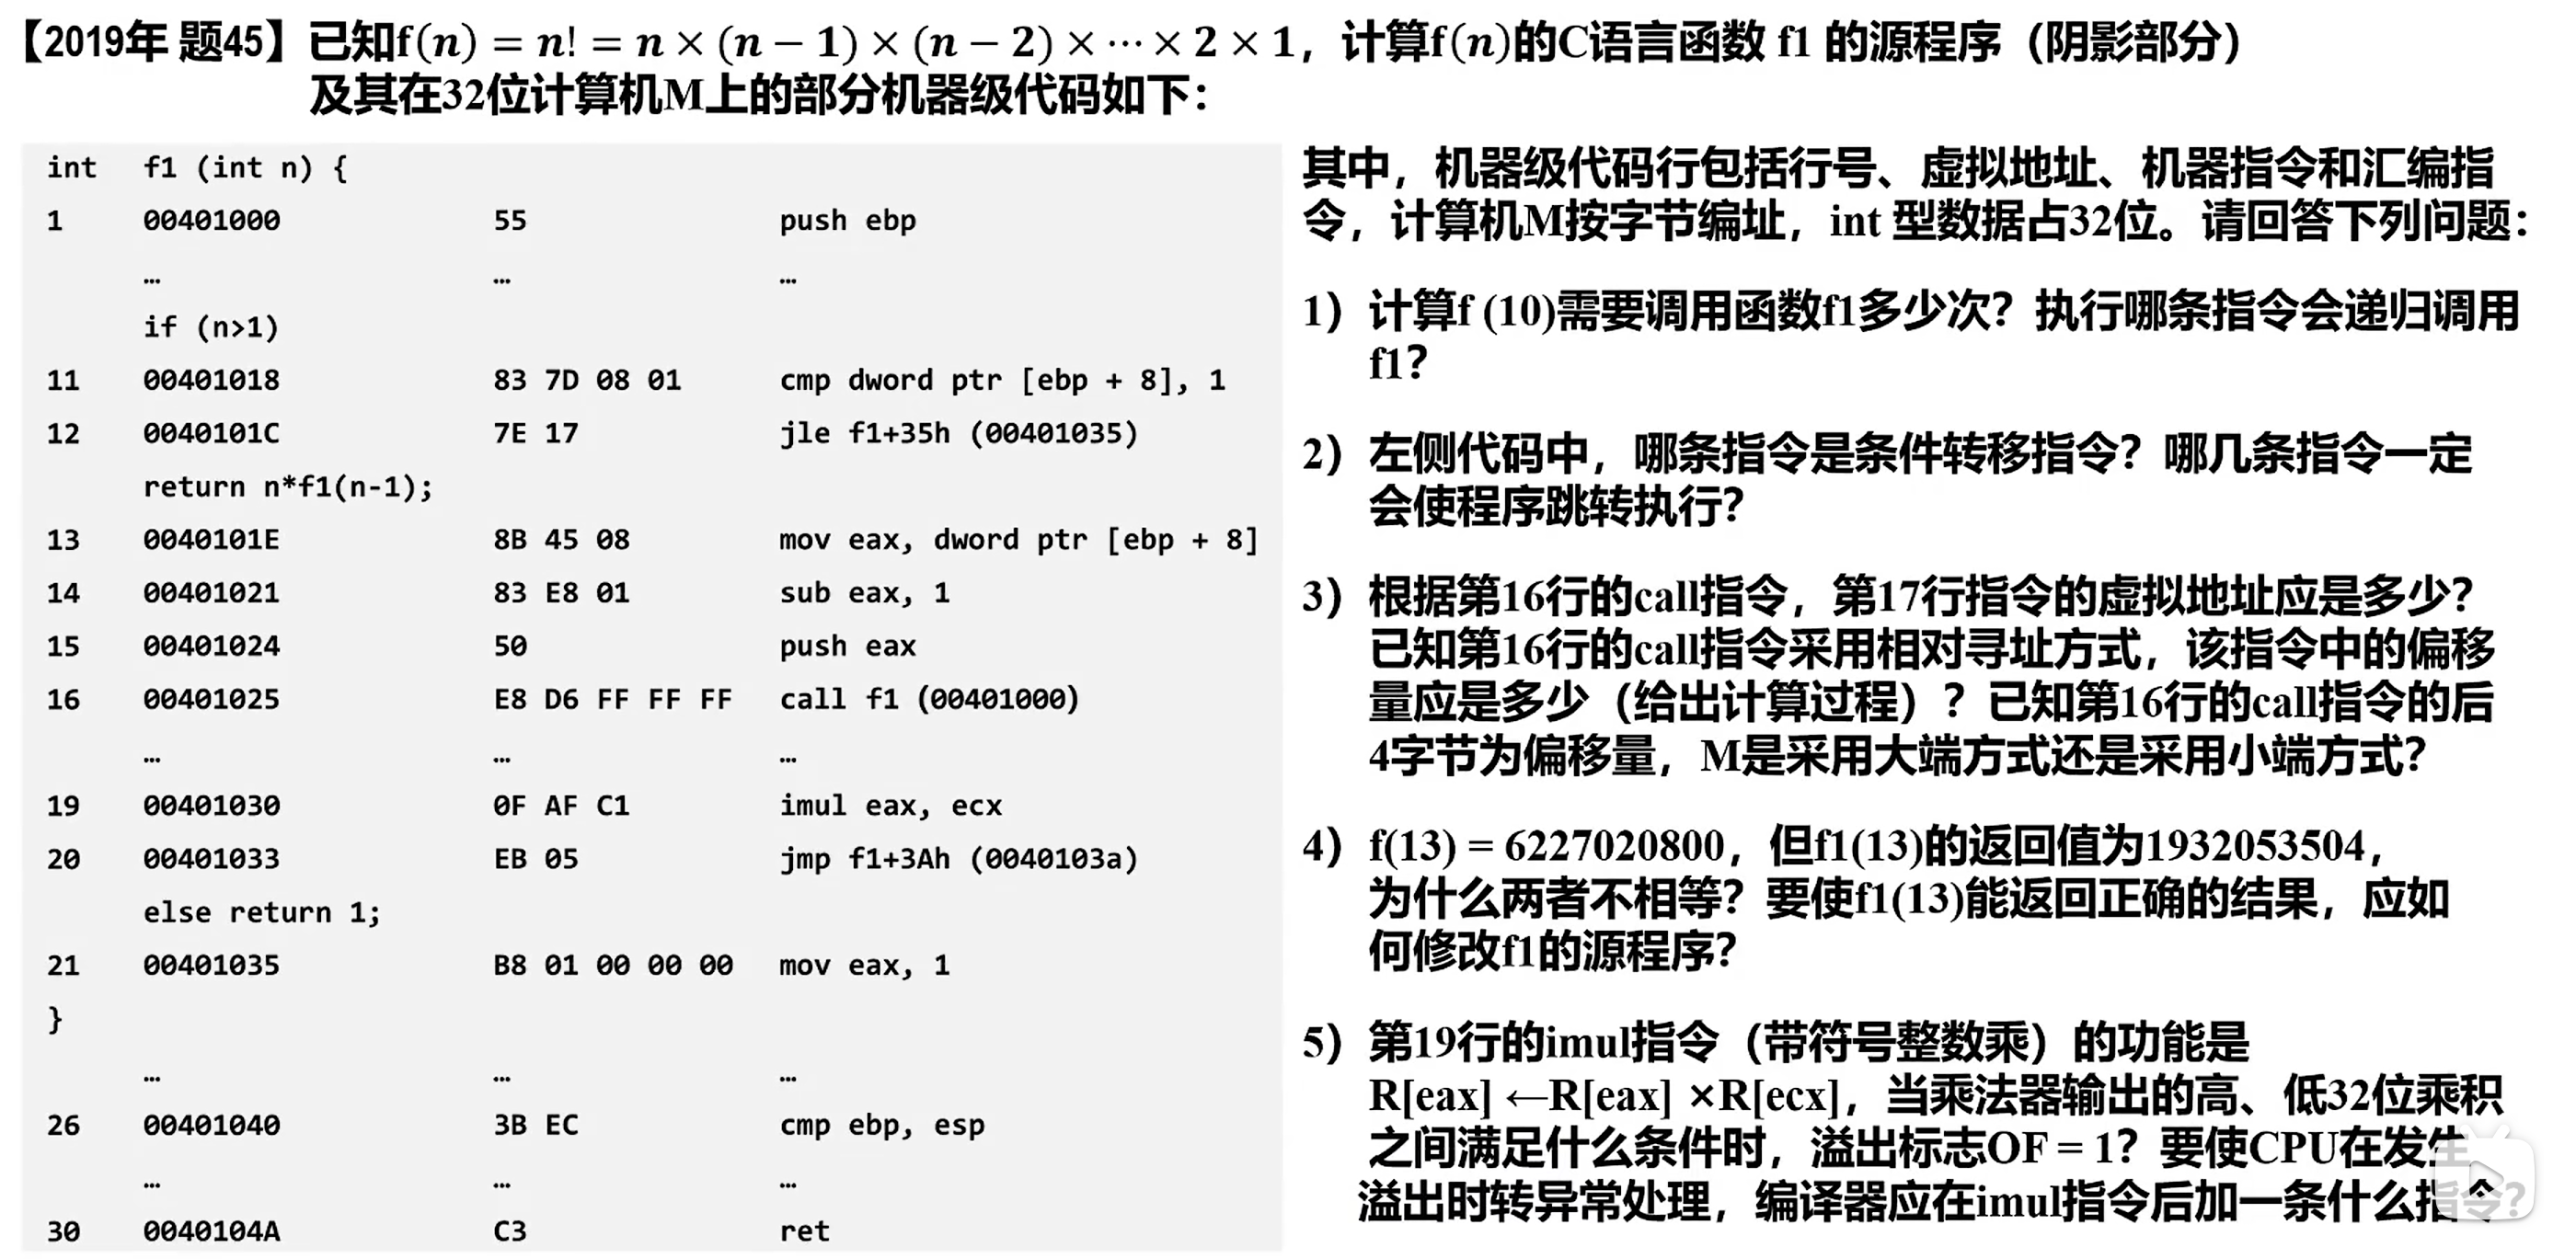 【2019年 题45】已知f(n) = n! = n × (n − 1) × (n − 2) × ⋯ × 2 × 1，计算f(n)的C语言函数 f1 的源程序（阴影部分）
及其在32位计算机M上的部分机器级代码如下：
int f1 (int n) {
1 00401000 55 push ebp
… … …
if (n>1)
11 00401018 83 7D 08 01 cmp dword ptr [ebp + 8], 1
12 0040101C 7E 17 jle f1+35h (00401035)
return n*f1(n-1);
13 0040101E 8B 45 08 mov eax, dword ptr [ebp + 8]
14 00401021 83 E8 01 sub eax, 1
15 00401024 50 push eax
16 00401025 E8 D6 FF FF FF call f1 (00401000)
… … …
19 00401030 0F AF C1 imul eax, ecx
20 00401033 EB 05 jmp f1+3Ah (0040103a)
else return 1;
21 00401035 B8 01 00 00 00 mov eax, 1
}
… … …
26 00401040 3B EC cmp ebp, esp
… … …
30 0040104A C3 ret
其中，机器级代码行包括行号、虚拟地址、机器指令和汇编指
令，计算机M按字节编址，int 型数据占32位。请回答下列问题：
1）计算f (10)需要调用函数f1多少次？执行哪条指令会递归调用
f1？
2）左侧代码中，哪条指令是条件转移指令？哪几条指令一定
会使程序跳转执行？
3）根据第16行的call指令，第17行指令的虚拟地址应是多少？
已知第16行的call指令采用相对寻址方式，该指令中的偏移
量应是多少（给出计算过程）？已知第16行的call指令的后
4字节为偏移量，M是采用大端方式还是采用小端方式？
4）f(13) = 6227020800，但f1(13)的返回值为1932053504，
为什么两者不相等？要使f1(13)能返回正确的结果，应如
何修改f1的源程序？
5）第19行的imul指令（带符号整数乘）的功能是
R[eax] ←R[eax] ×R[ecx]，当乘法器输出的高、低32位乘积
之间满足什么条件时，溢出标志OF = 1？要使CPU在发生
溢出时转异常处理，编译器应在imul指令后加一条什么指令？